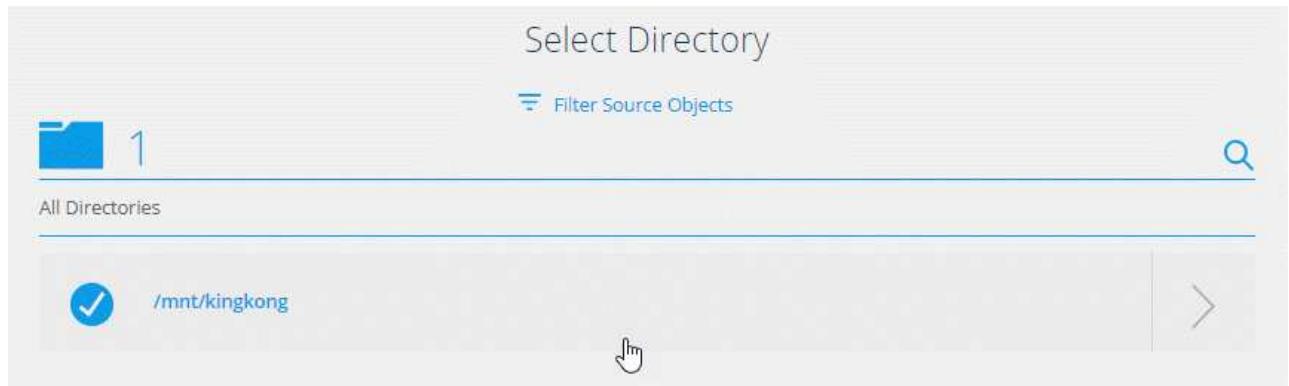 Select Directory
Filter Source Objects
1
All Directories
/mnt/kingkong